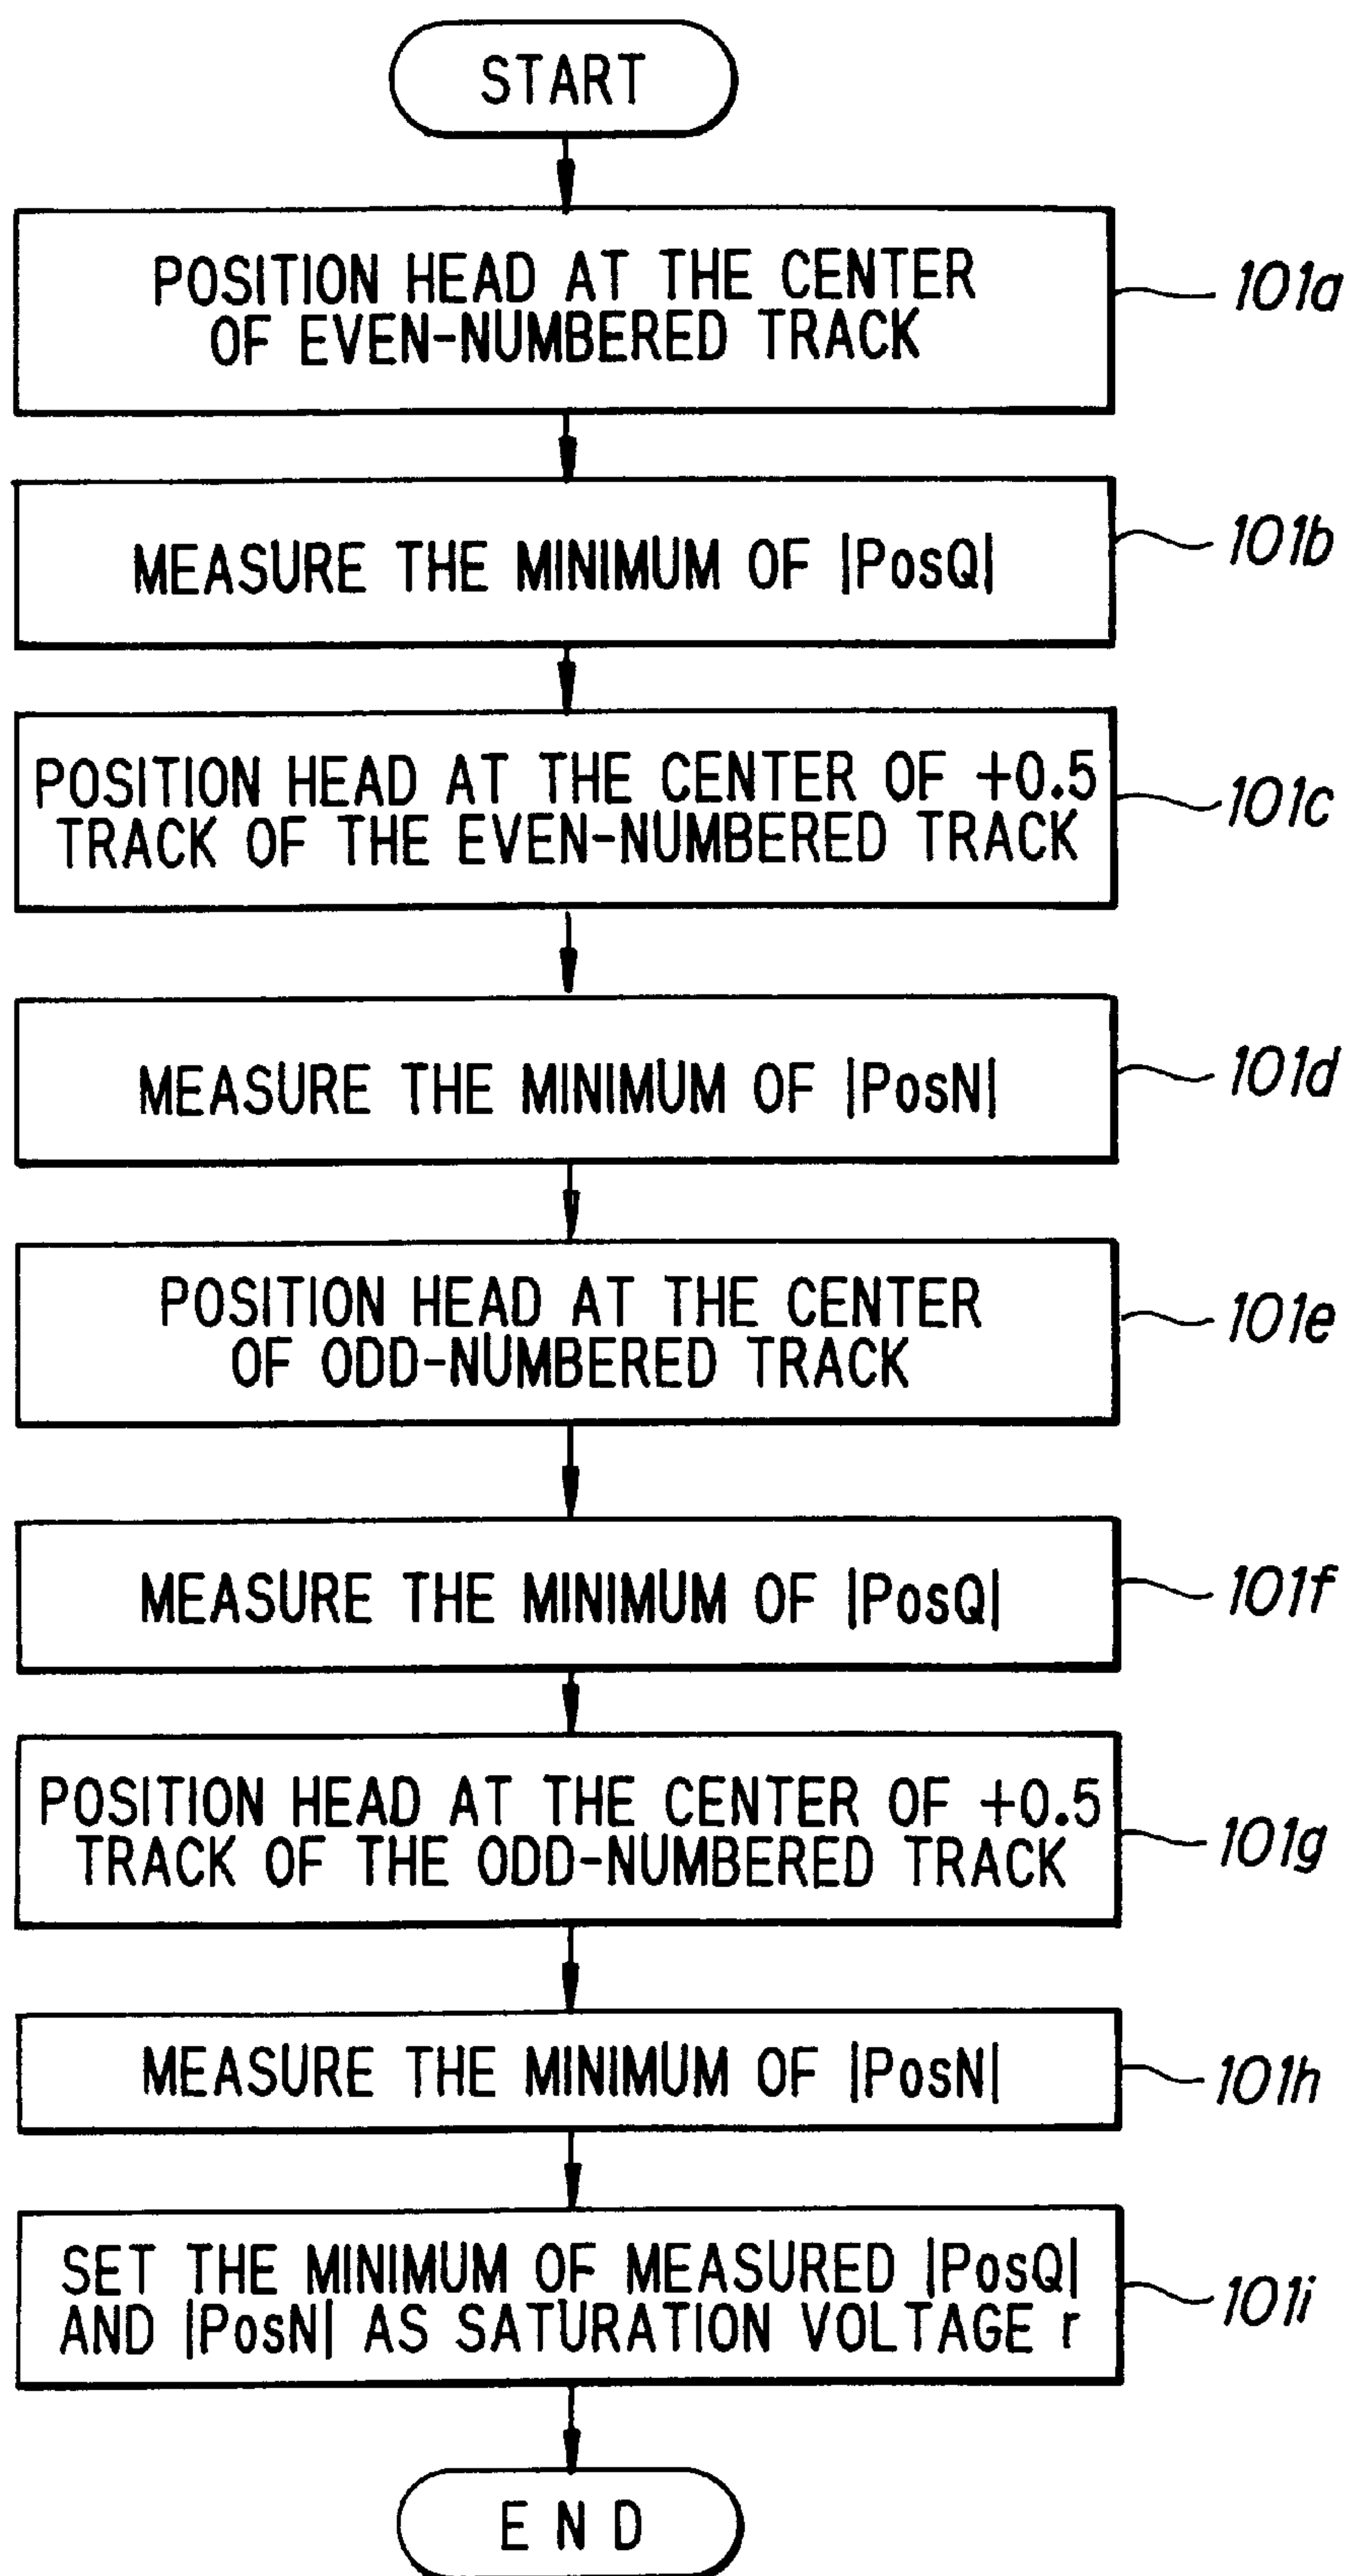 START
POSITION HEAD AT THE CENTER
OF EVEN-NUMBERED TRACK
101a
MEASURE THE MINIMUM OF |PosQ|
101b
POSITION HEAD AT THE CENTER OF +0.5
TRACK OF THE EVEN-NUMBERED TRACK
101c
MEASURE THE MINIMUM OF |PosN|
101d
POSITION HEAD AT THE CENTER
OF ODD-NUMBERED TRACK
101e
MEASURE THE MINIMUM OF |PosQ|
101f
POSITION HEAD AT THE CENTER OF +0.5
TRACK OF THE ODD-NUMBERED TRACK
101g
MEASURE THE MINIMUM OF |PosN|
101h
SET THE MINIMUM OF MEASURED |PosQ|
AND |PosN| AS SATURATION VOLTAGE r
101i
END